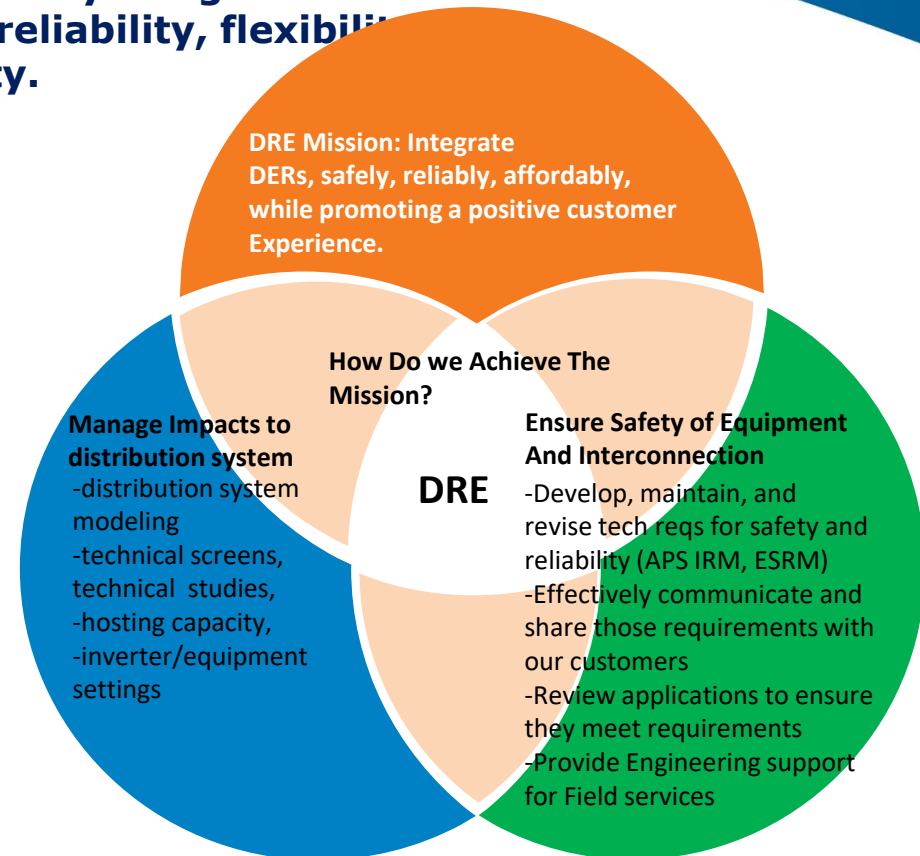 reliability, flexibili
ty.
DRE Mission: Integrate
DERs, safely, reliably, affordably,
while promoting a positive customer
Experience.
How Do we Achieve The
Mission?
Manage Impacts to
distribution system
-distribution system
modeling
-technical screens,
technical studies,
-hosting capacity,
-inverter/equipment
settings
DRE
Ensure Safety of Equipment
And Interconnection
-Develop, maintain, and
revise tech reqs for safety and
reliability (APS IRM, ESRM)
-Effectively communicate and
share those requirements with
our customers
-Review applications to ensure
they meet requirements
-Provide Engineering support
for Field services